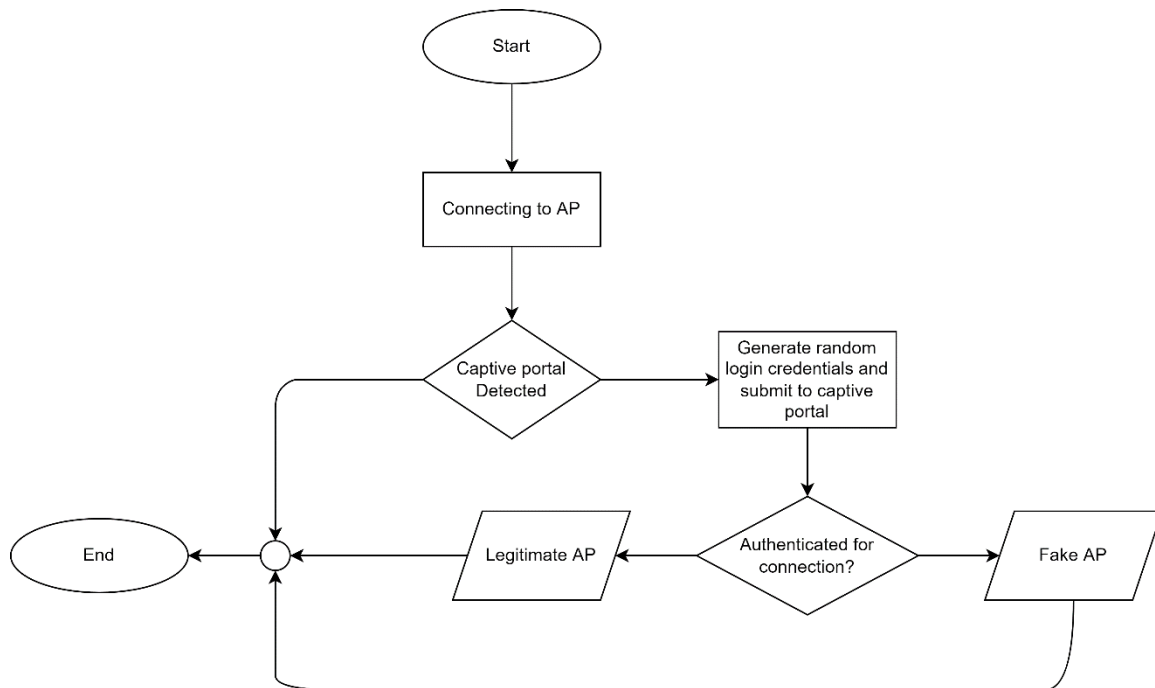 Start
Connecting to AP
Captive portal
Detected
Generate random
login credentials and
submit to captive
portal
End
Legitimate AP
Authenticated for
connection?
Fake AP